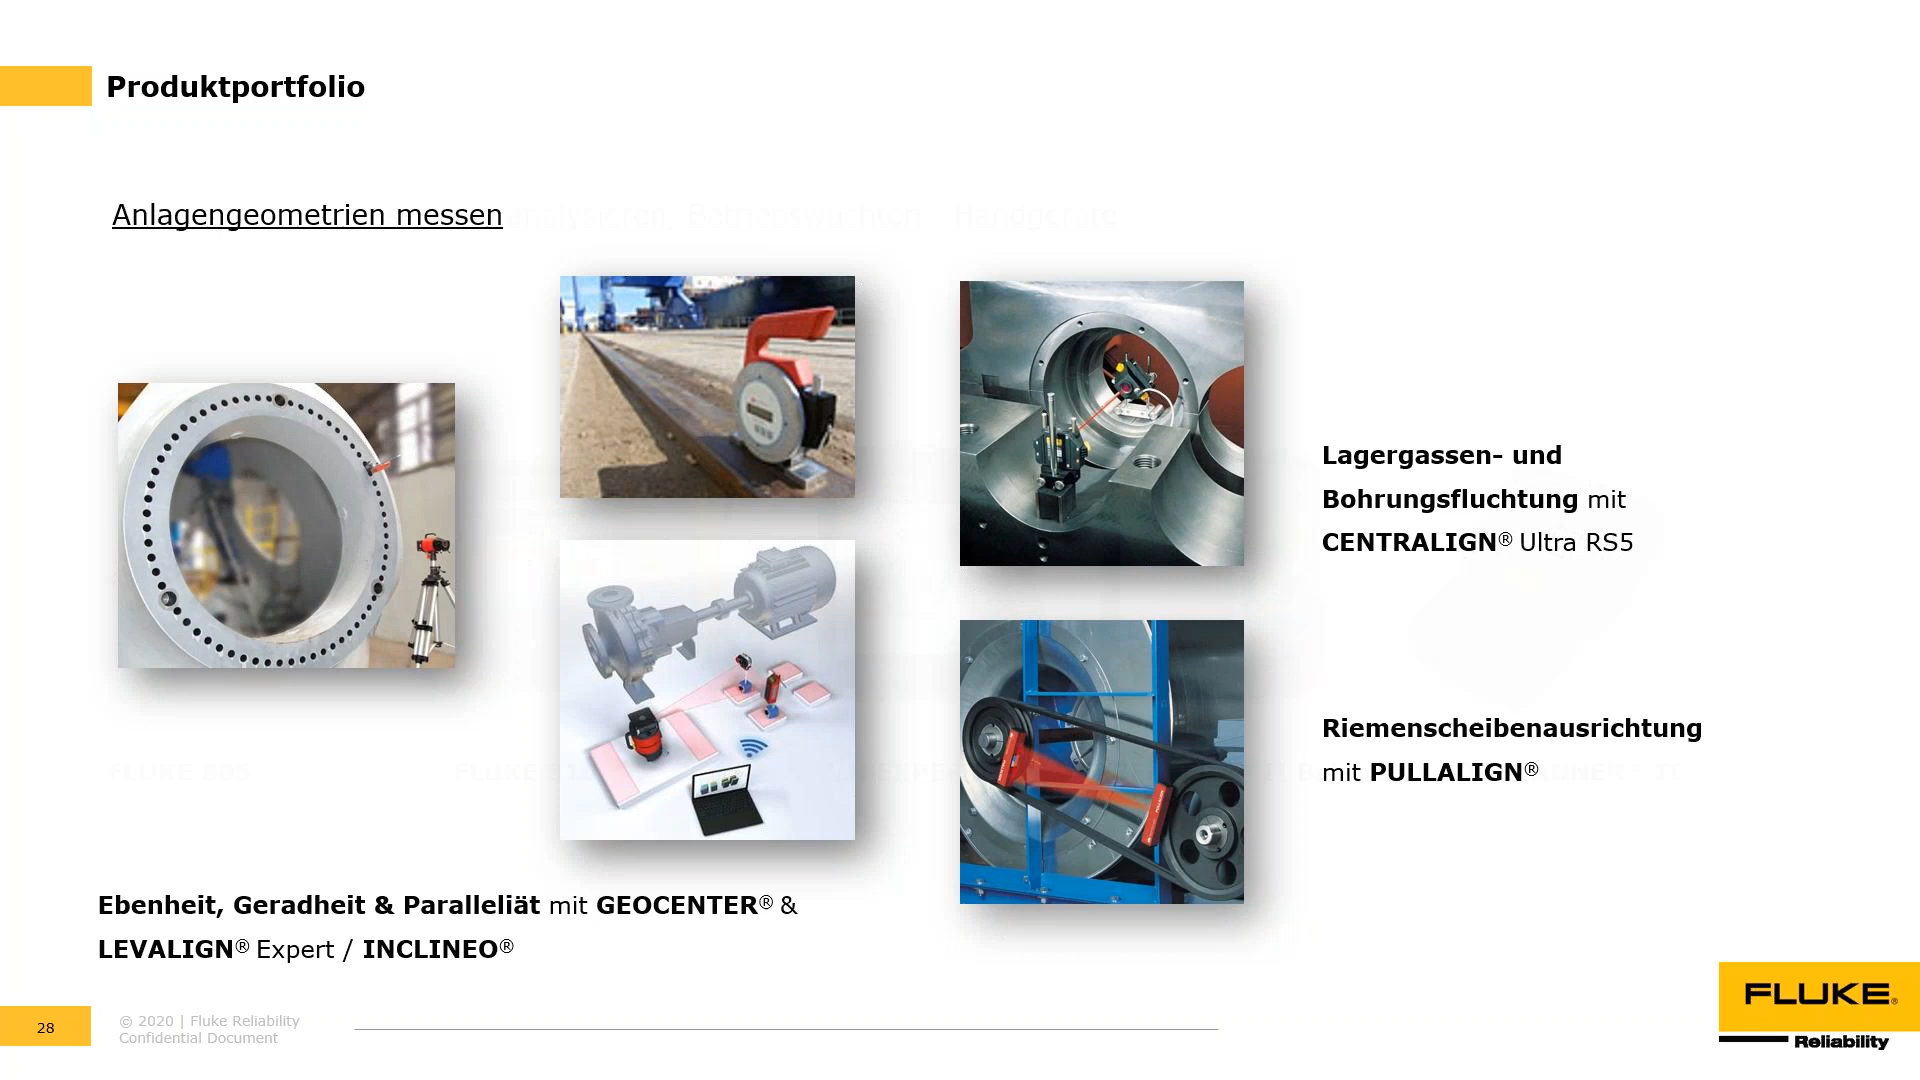 Produktportfolio
Anlagengeometrien messen
Lagergassen- und
Bohrungsfluchtung mit
CENTRALIGN® Ultra RS5
Riemenscheibenausrichtung
mit PULLALIGN®
Ebenheit, Geradheit & Paralleliät mit GEOCENTER® &
LEVALIGN® Expert / INCLINEO®
28
© 2020 | Fluke Reliability
Confidential Document
FLUKE®
Reliability